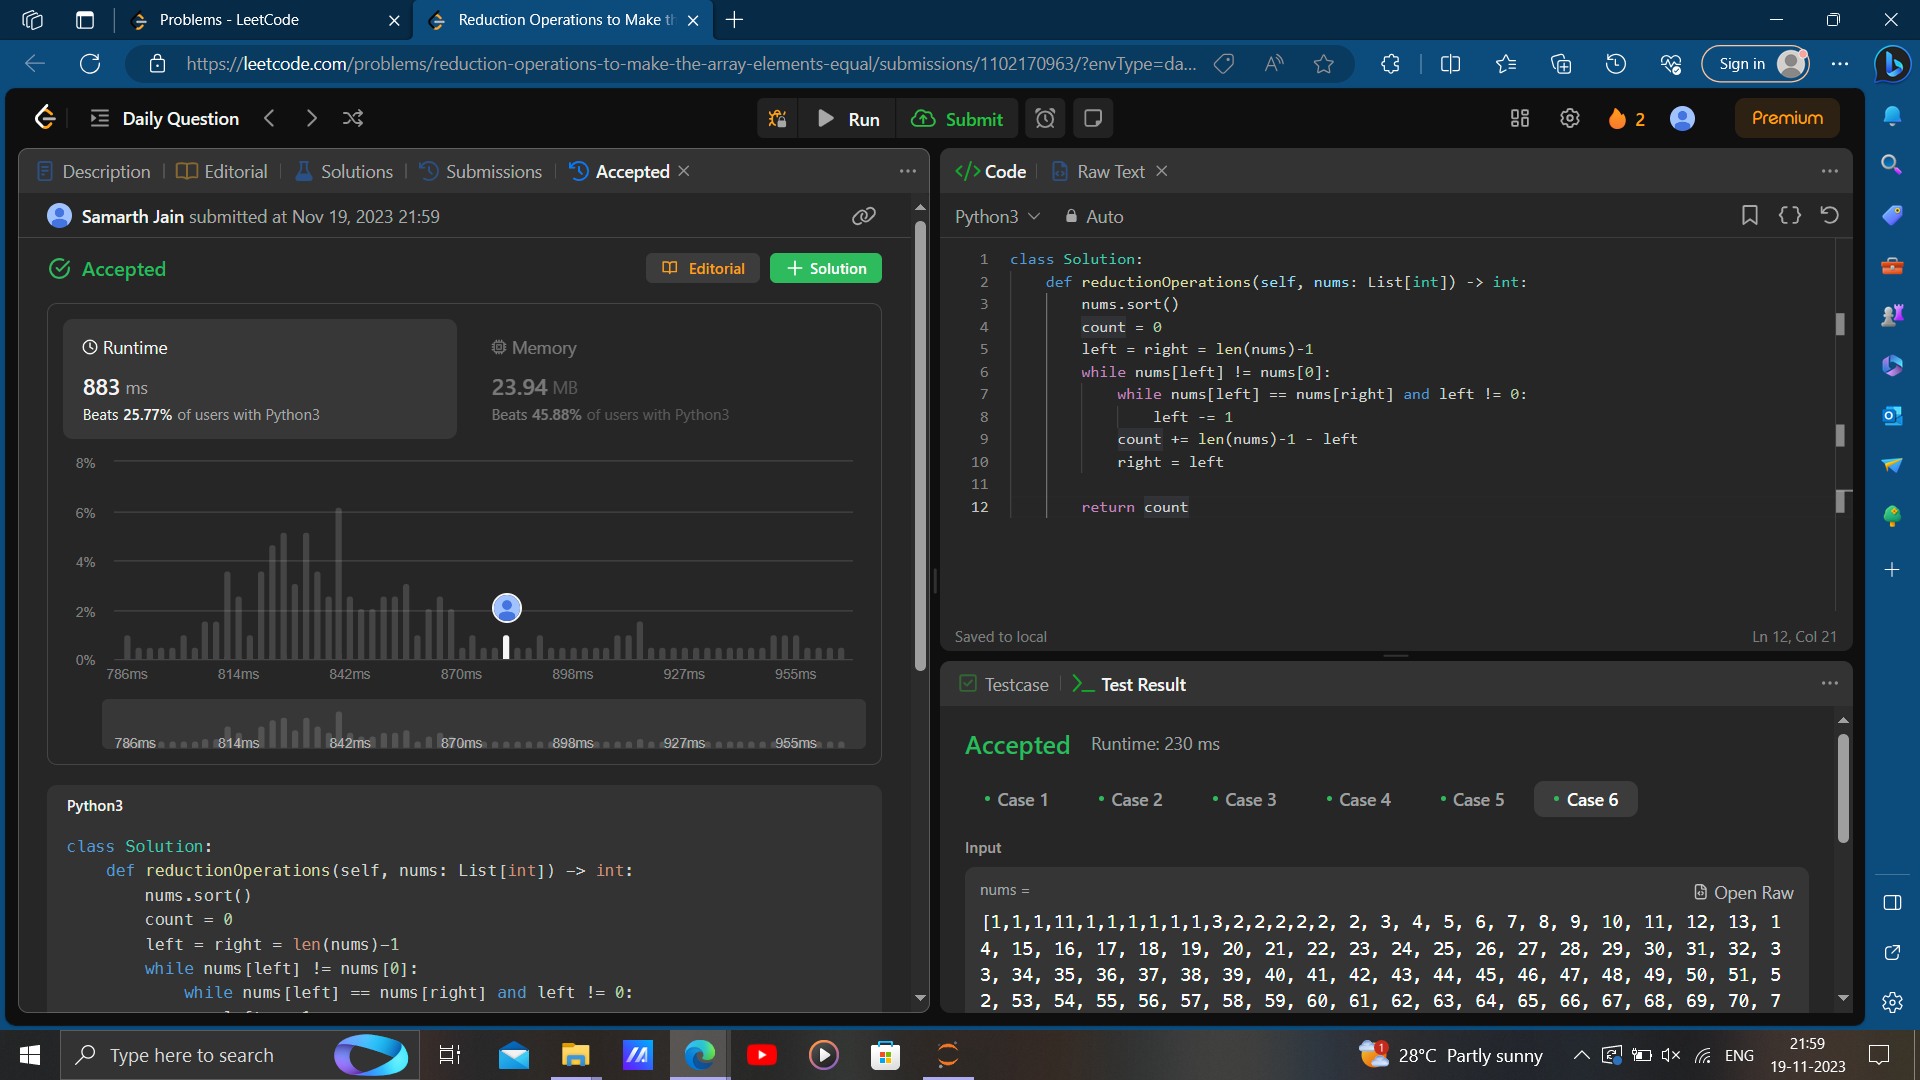 Problems - LeetCode
Reduction Operations to Make th
https://leetcode.com/problems/reduction-operations-to-make-the-array-elements-equal/submissions/1102170963/?envType=da...
Sign in
Daily Question
Run
Submit
2
Premium
Description
Editorial
Solutions
Submissions
Accepted
Samarth Jain submitted at Nov 19, 2023 21:59
Accepted
Editorial
Solution
Runtime
883 ms
Beats 25.77% of users with Python3
Memory
23.94 MB
Beats 45.88% of users with Python3
8%
6%
4%
2%
0%
786ms 814ms 842ms 870ms 898ms 927ms 955ms
786ms 814ms 842ms 870ms 898ms 927ms 955ms
Python3
class Solution:
    def reductionOperations(self, nums: List[int]) -> int:
        nums.sort()
        count = 0
        left = right = len(nums)-1
        while nums[left] != nums[0]:
            while nums[left] == nums[right] and left != 0:
Code
Raw Text
Python3
Auto
1 class Solution:
2     def reductionOperations(self, nums: List[int]) -> int:
3         nums.sort()
4         count = 0
5         left = right = len(nums)-1
6         while nums[left] != nums[0]:
7             while nums[left] == nums[right] and left != 0:
8                 left -= 1
9             count += len(nums)-1 - left
10             right = left
11
12         return count
Saved to local
Ln 12, Col 21
Testcase
Test Result
Accepted
Runtime: 230 ms
Case 1
Case 2
Case 3
Case 4
Case 5
Case 6
Input
nums =
Open Raw
[1,1,1,11,1,1,1,1,1,1,3,2,2,2,2,2, 2, 3, 4, 5, 6, 7, 8, 9, 10, 11, 12, 13, 1
4, 15, 16, 17, 18, 19, 20, 21, 22, 23, 24, 25, 26, 27, 28, 29, 30, 31, 32, 3
3, 34, 35, 36, 37, 38, 39, 40, 41, 42, 43, 44, 45, 46, 47, 48, 49, 50, 51, 5
2, 53, 54, 55, 56, 57, 58, 59, 60, 61, 62, 63, 64, 65, 66, 67, 68, 69, 70, 7
Type here to search
1
28°C Partly sunny
ENG
21:59
19-11-2023